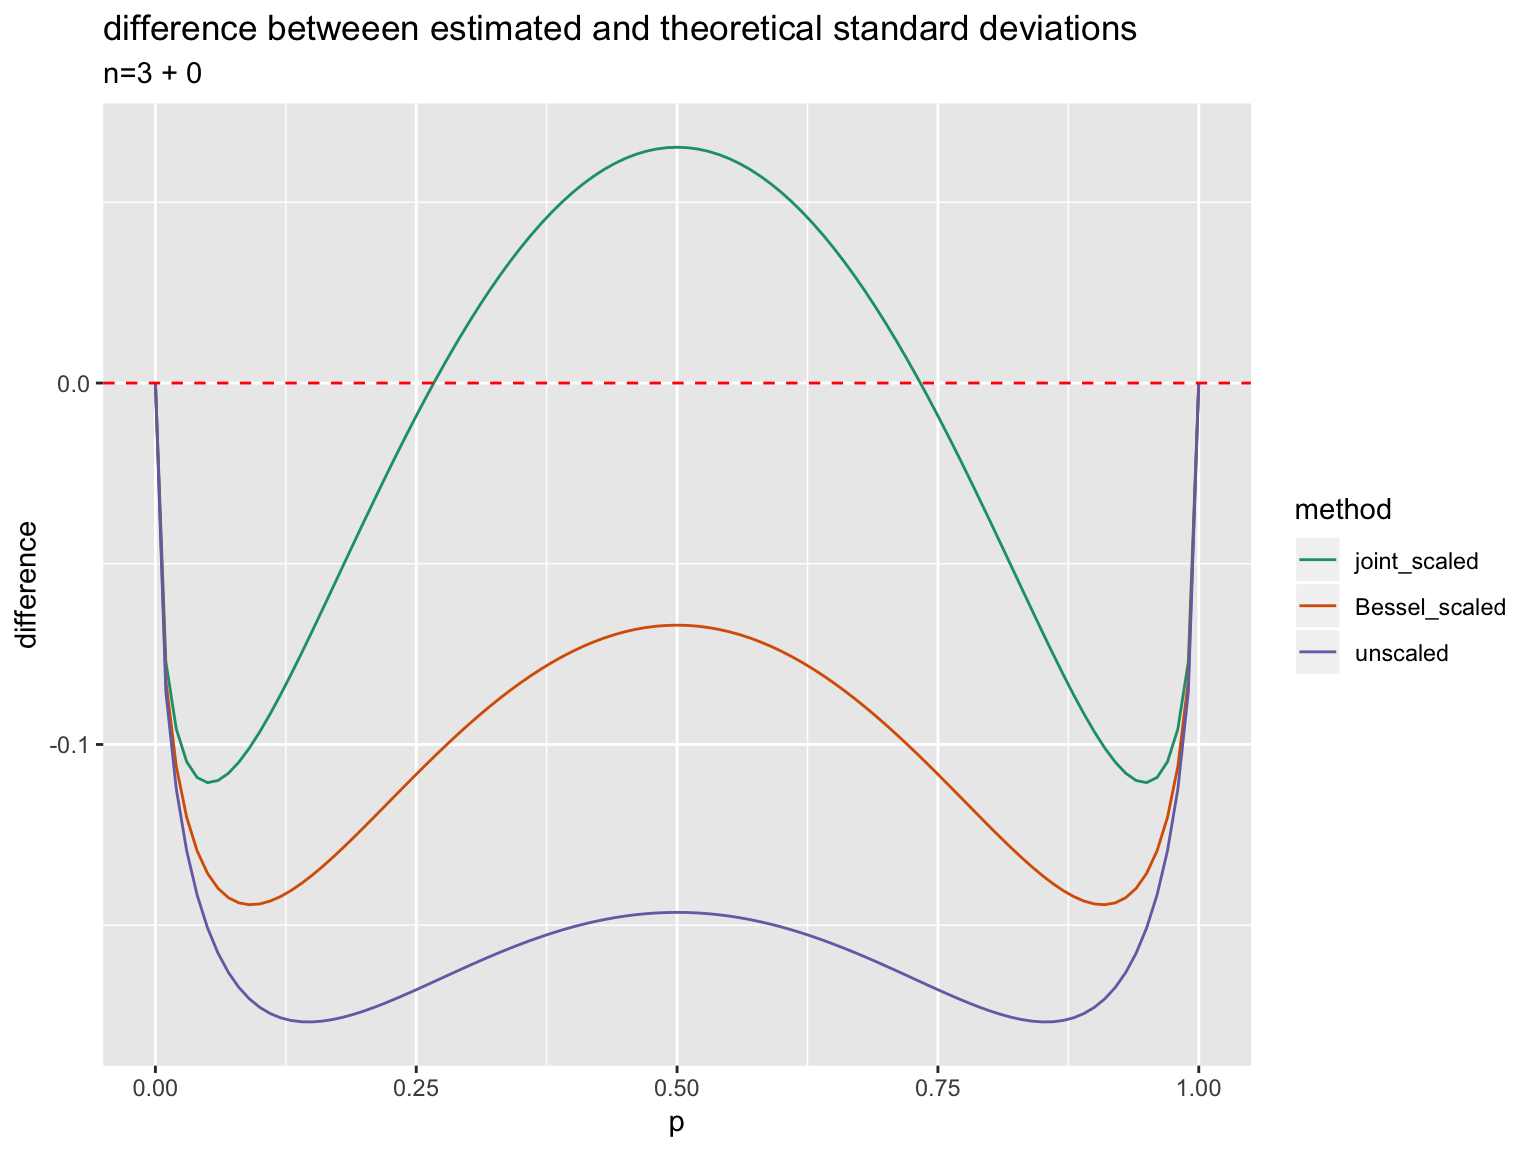 difference betweeen estimated and theoretical standard deviations
n=3 + 0
difference
0.0
-0.1
0.00
0.25
0.50
0.75
1.00
p
method
joint_scaled
Bessel_scaled
unscaled